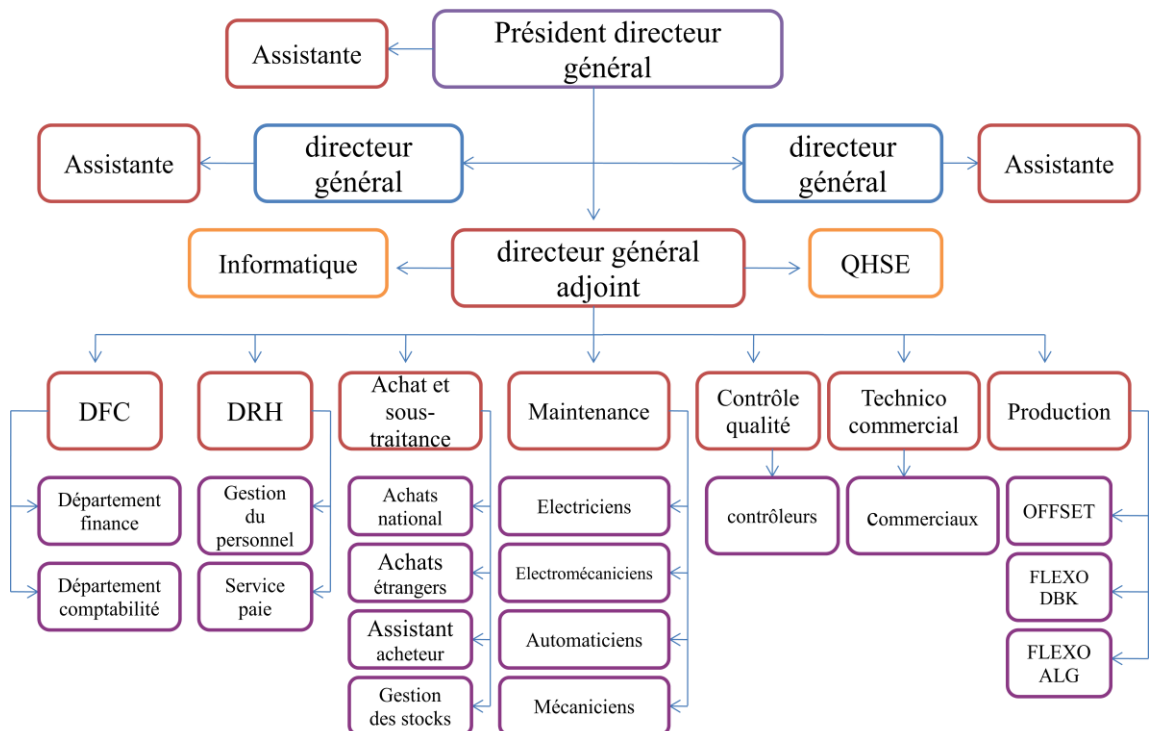 Président directeur
général
Assistante
Assistante
directeur
général
directeur
général
Assistante
Informatique
directeur général
adjoint
QHSE
DFC
DRH
Achat et
sous-
traitance
Maintenance
Contrôle
qualité
Technico
commercial
Production
Département
finance
Département
comptabilité
Gestion
du
personnel
Service
paie
Achats
national
Achats
étrangers
Assistant
acheteur
Gestion
des stocks
Electriciens
Electromécaniciens
Automaticiens
Mécaniciens
contrôleurs
commerciaux
OFFSET
FLEXO
DBK
FLEXO
ALG